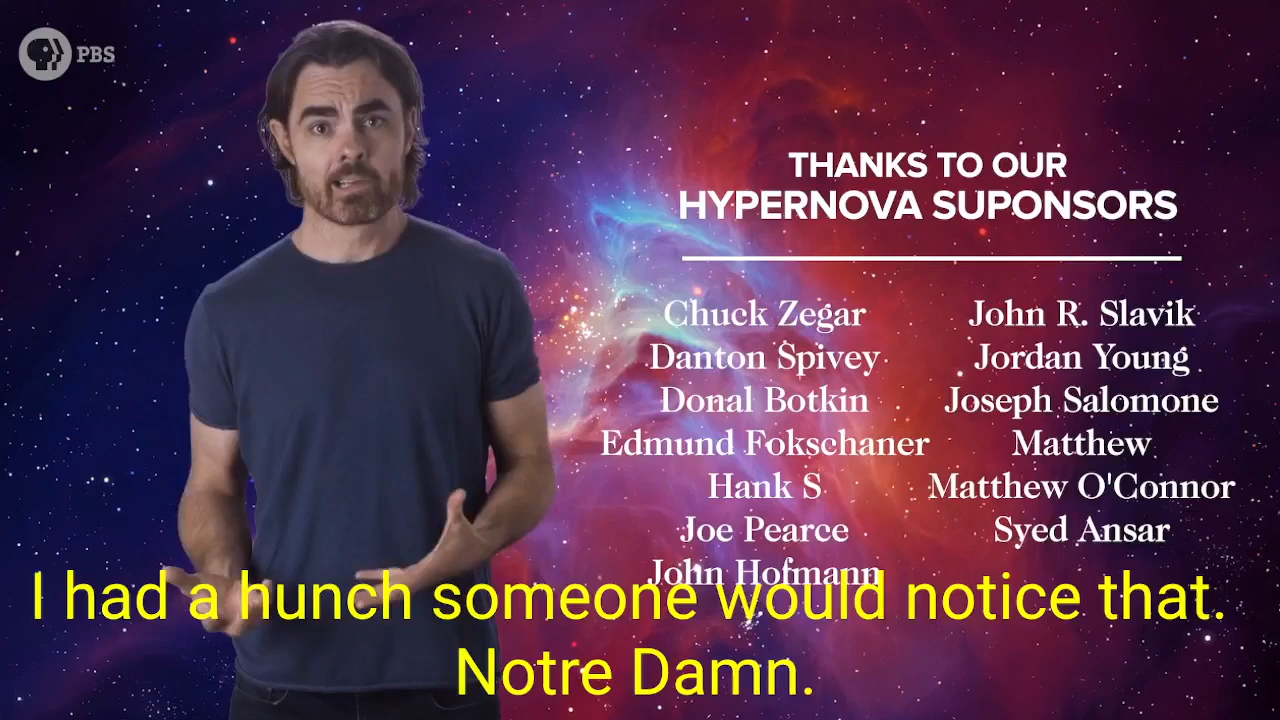 PBS
THANKS TO OUR
HYPERNOVA SUPONSORS
Chuck Zegar
Danton Spivey
Donal Botkin
Edmund Fokschaner
Hank S
Joe Pearce
John Hofmann
John R. Slavik
Jordan Young
Joseph Salomone
Matthew
Matthew O'Connor
Syed Ansar
I had a hunch someone would notice that.
Notre Damn.